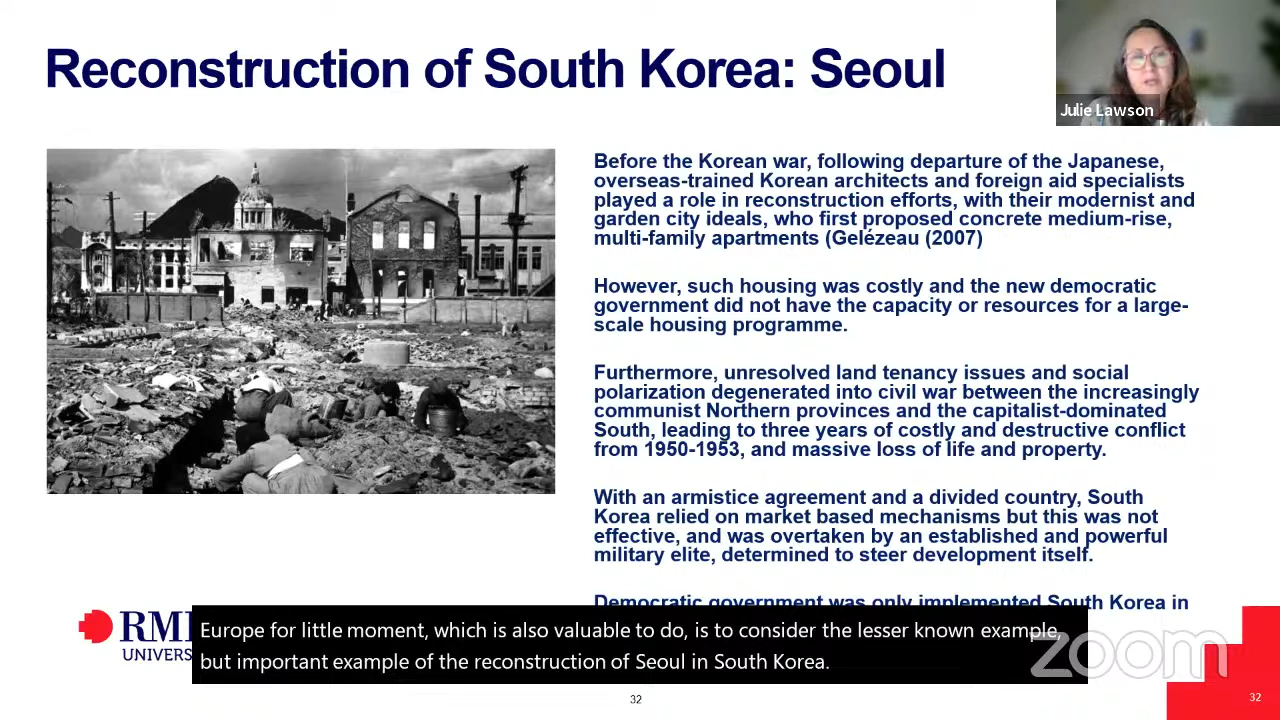 Reconstruction of South Korea: Seoul
Julie Lawson
Before the Korean war, following departure of the Japanese,
overseas-trained Korean architects and foreign aid specialists
played a role in reconstruction efforts, with their modernist and
garden city ideals, who first proposed concrete medium-rise,
multi-family apartments (Gelézeau (2007)
However, such housing was costly and the new democratic
government did not have the capacity or resources for a large-
scale housing programme.
Furthermore, unresolved land tenancy issues and social
polarization degenerated into civil war between the increasingly
communist Northern provinces and the capitalist-dominated
South, leading to three years of costly and destructive conflict
from 1950-1953, and massive loss of life and property.
With an armistice agreement and a divided country, South
Korea relied on market based mechanisms but this was not
effective, and was overtaken by an established and powerful
military elite, determined to steer development itself.
Democratic government was only implemented South Korea in
RM
UNIVERS
Europe for little moment, which is also valuable to do, is to consider the lesser known example,
but important example of the reconstruction of Seoul in South Korea.
zoom
32
32